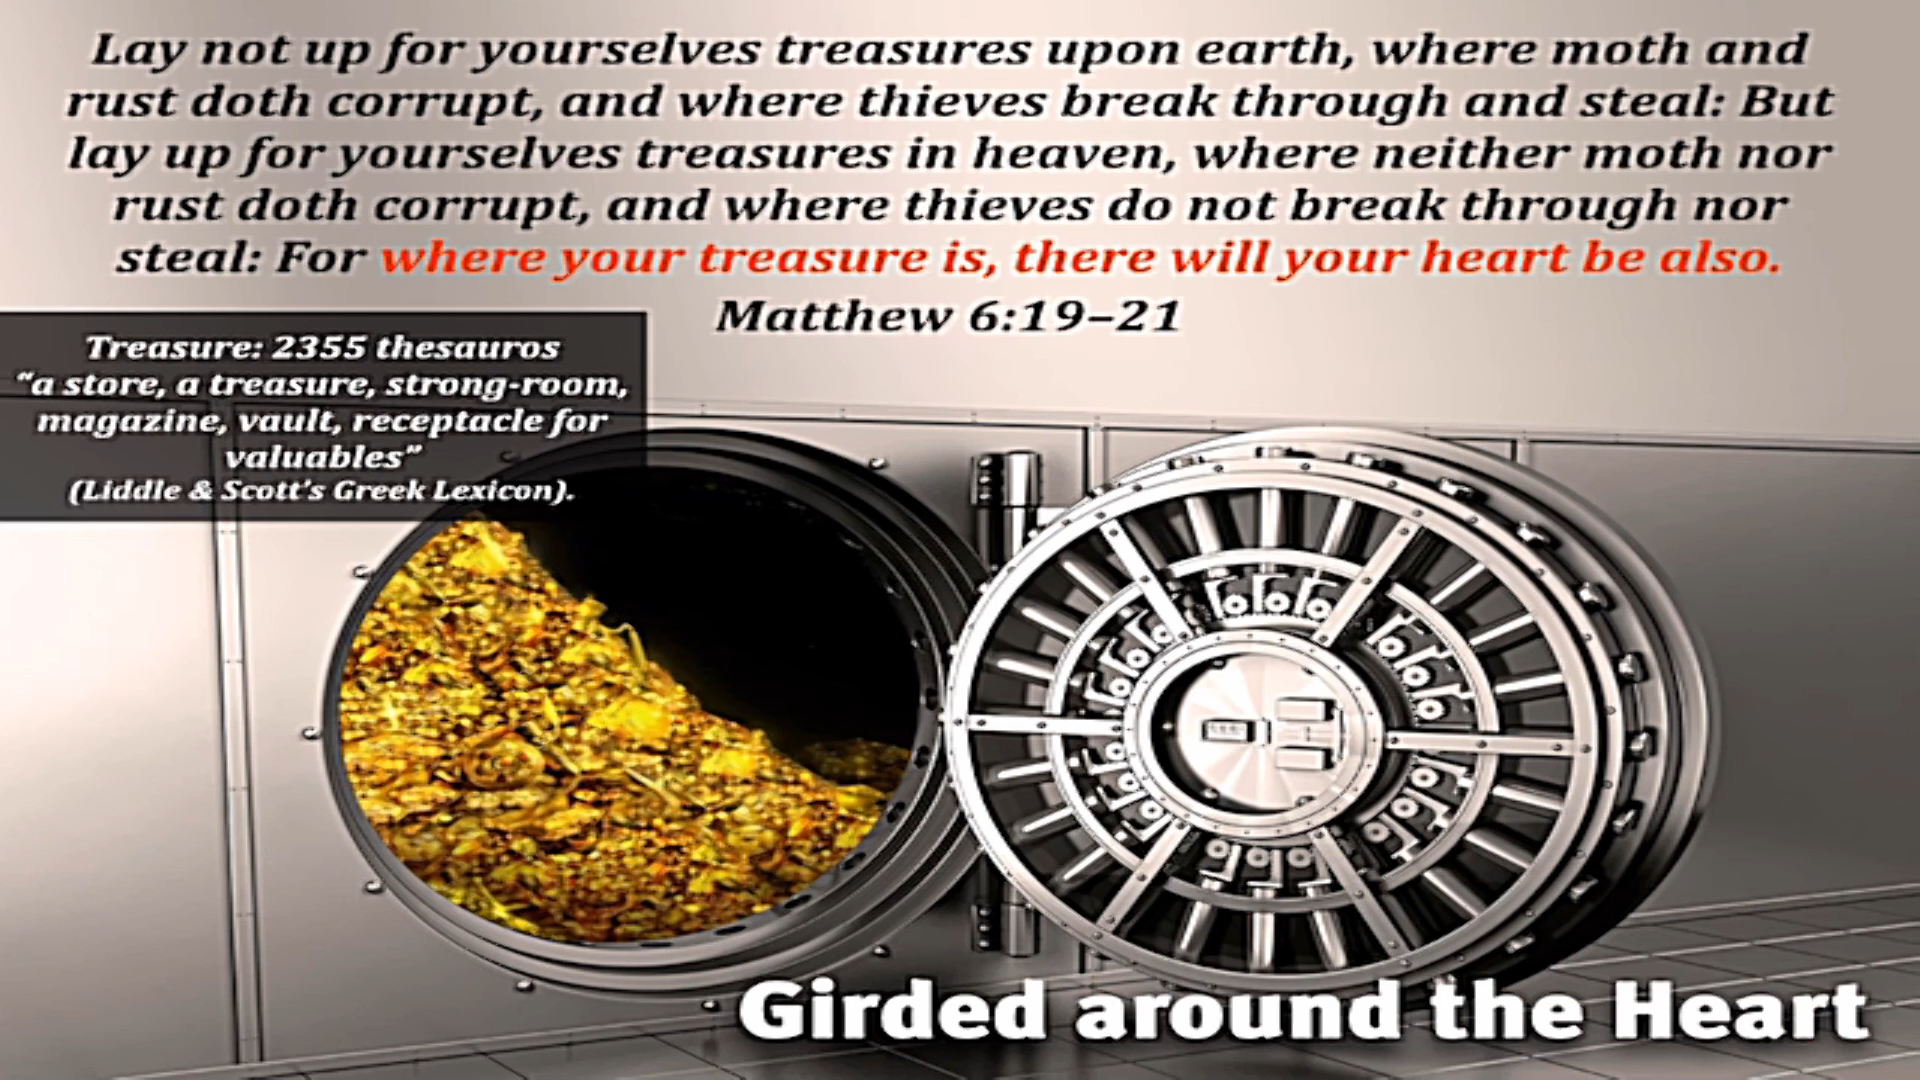 Lay not up for yourselves treasures upon earth, where moth and
rust doth corrupt, and where thieves break through and steal: But
lay up for yourselves treasures in heaven, where neither moth nor
rust doth corrupt, and where thieves do not break through nor
steal: For where your treasure is, there will your heart be also.
Matthew 6:19–21
Treasure: 2355 thesauros
“a store, a treasure, strong-room,
magazine, vault, receptacle for
valuables”
(Liddle & Scott's Greek Lexicon).
Girded around the Heart